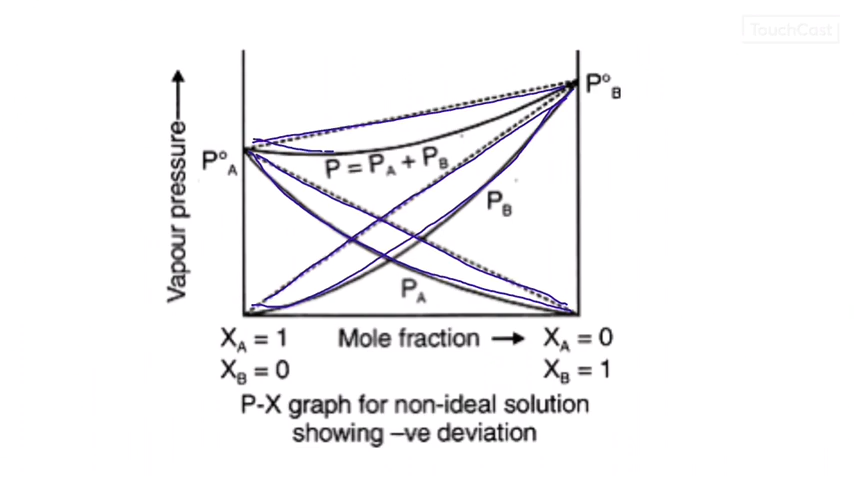 TouchCast
P°B
P°A
P = PA + PB
PB
PA
Vapour pressure→
XA = 1 Mole fraction → XA = 0
XB = 0 XB = 1
P-X graph for non-ideal solution
showing –ve deviation